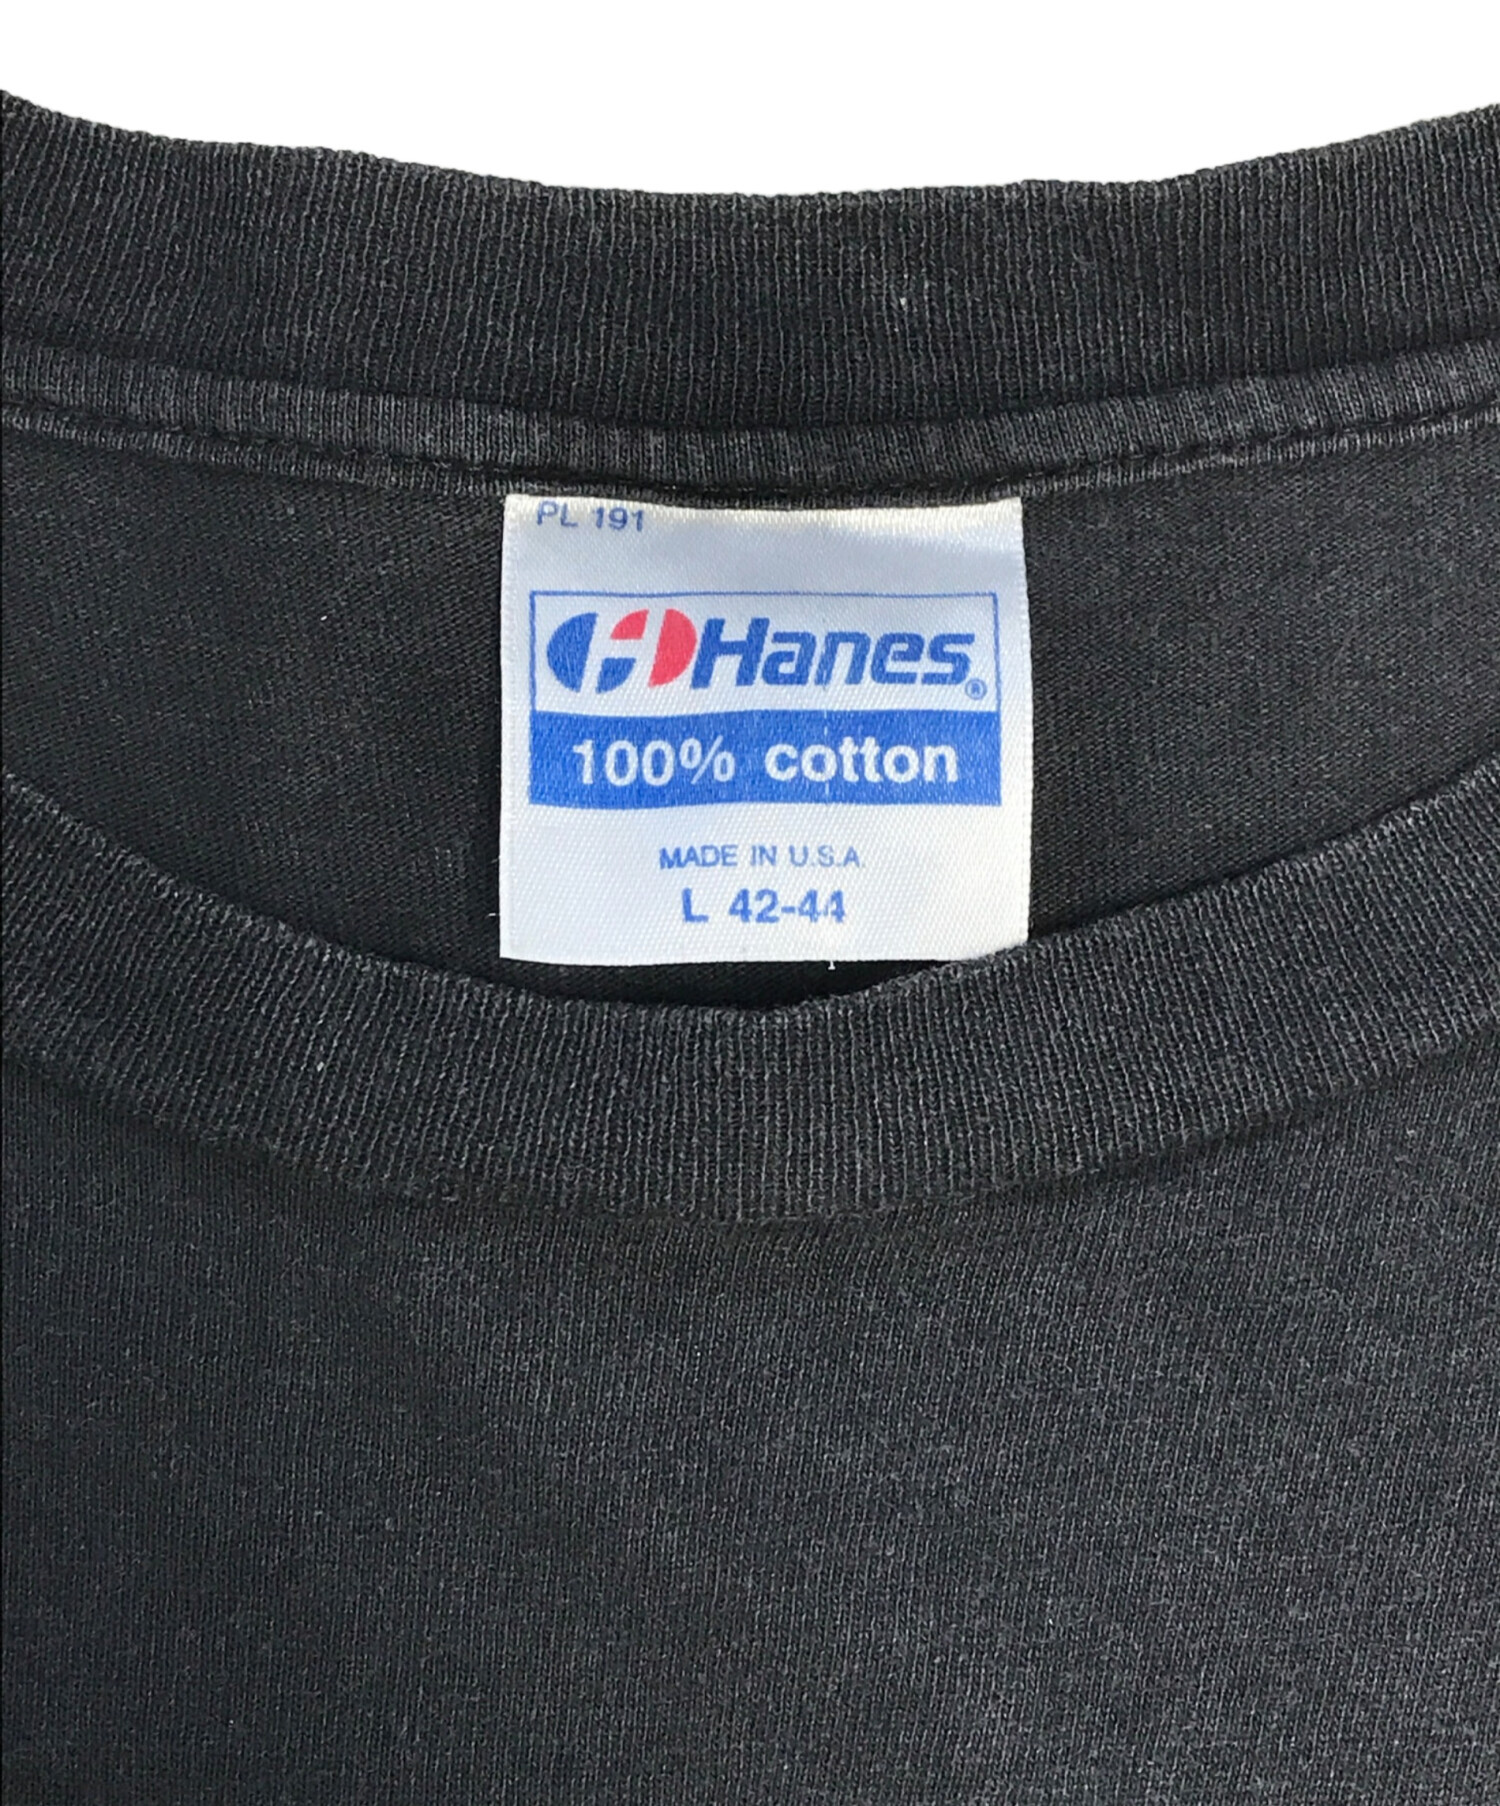 PL 191
Hanes®
100% cotton
MADE IN U.S.A.
L 42-44